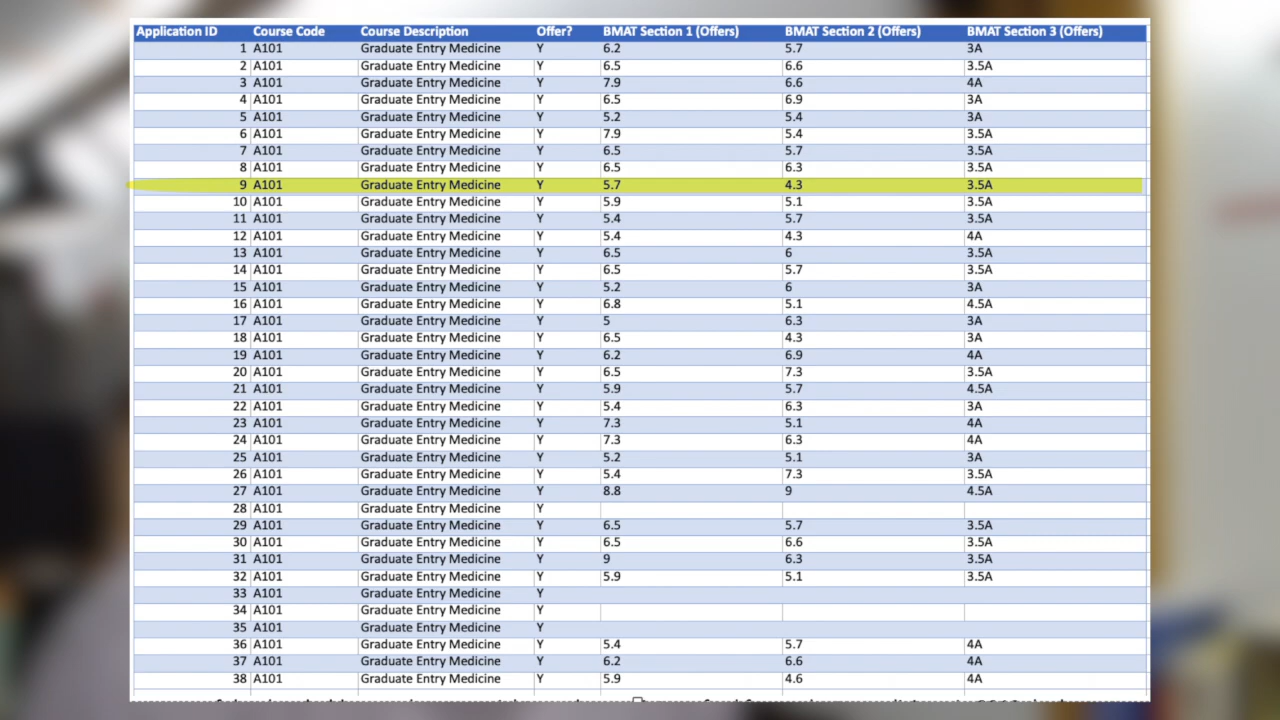 Application ID Course Code Course Description Offer? BMAT Section 1 (Offers) BMAT Section 2 (Offers) BMAT Section 3 (Offers)
1 A101 Graduate Entry Medicine Y 6.2 5.7 3A
2 A101 Graduate Entry Medicine Y 6.5 6.6 3.5A
3 A101 Graduate Entry Medicine Y 7.9 6.6 4A
4 A101 Graduate Entry Medicine Y 6.5 6.9 3A
5 A101 Graduate Entry Medicine Y 5.2 5.4 3A
6 A101 Graduate Entry Medicine Y 7.9 5.4 3.5A
7 A101 Graduate Entry Medicine Y 6.5 5.7 3.5A
8 A101 Graduate Entry Medicine Y 6.5 6.3 3.5A
9 A101 Graduate Entry Medicine Y 5.7 4.3 3.5A
10 A101 Graduate Entry Medicine Y 5.9 5.1 3.5A
11 A101 Graduate Entry Medicine Y 5.4 5.7 3.5A
12 A101 Graduate Entry Medicine Y 5.4 4.3 4A
13 A101 Graduate Entry Medicine Y 6.5 6 3.5A
14 A101 Graduate Entry Medicine Y 6.5 5.7 3.5A
15 A101 Graduate Entry Medicine Y 5.2 6 3A
16 A101 Graduate Entry Medicine Y 6.8 5.1 4.5A
17 A101 Graduate Entry Medicine Y 5 6.3 3A
18 A101 Graduate Entry Medicine Y 6.5 4.3 3A
19 A101 Graduate Entry Medicine Y 6.2 6.9 4A
20 A101 Graduate Entry Medicine Y 6.5 7.3 3.5A
21 A101 Graduate Entry Medicine Y 5.9 5.7 4.5A
22 A101 Graduate Entry Medicine Y 5.4 6.3 3A
23 A101 Graduate Entry Medicine Y 7.3 5.1 4A
24 A101 Graduate Entry Medicine Y 7.3 6.3 4A
25 A101 Graduate Entry Medicine Y 5.2 5.1 3A
26 A101 Graduate Entry Medicine Y 5.4 7.3 3.5A
27 A101 Graduate Entry Medicine Y 8.8 9 4.5A
28 A101 Graduate Entry Medicine Y
29 A101 Graduate Entry Medicine Y 6.5 5.7 3.5A
30 A101 Graduate Entry Medicine Y 6.5 6.6 3.5A
31 A101 Graduate Entry Medicine Y 9 6.3 3.5A
32 A101 Graduate Entry Medicine Y 5.9 5.1 3.5A
33 A101 Graduate Entry Medicine Y
34 A101 Graduate Entry Medicine Y
35 A101 Graduate Entry Medicine Y
36 A101 Graduate Entry Medicine Y 5.4 5.7 4A
37 A101 Graduate Entry Medicine Y 6.2 6.6 4A
38 A101 Graduate Entry Medicine Y 5.9 4.6 4A